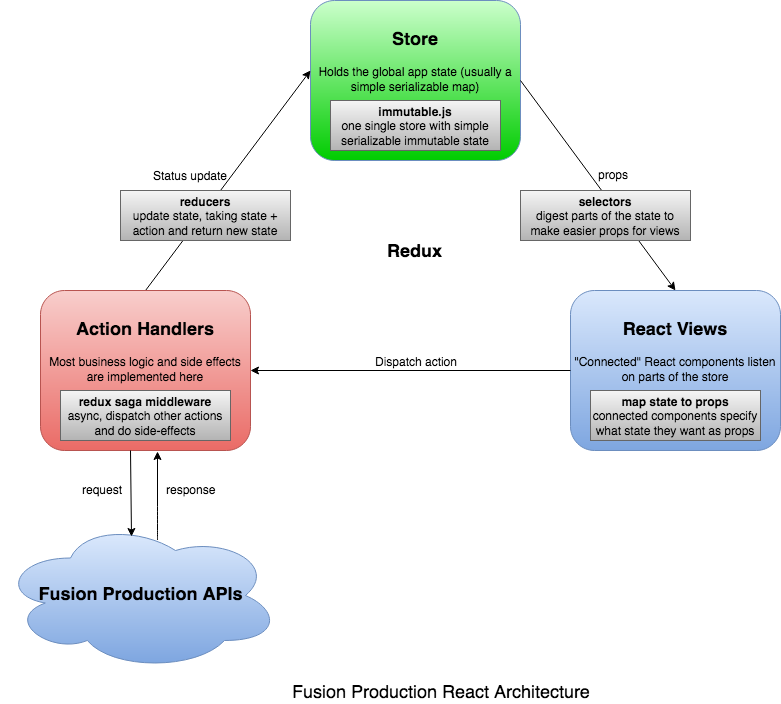 Store
Holds the global app state (usually a
simple serializable map)
immutable.js
one single store with simple
serializable immutable state
Status update
props
reducers
update state, taking state +
action and return new state
selectors
digest parts of the state to
make easier props for views
Redux
Action Handlers
Most business logic and side effects
are implemented here
redux saga middleware
async, dispatch other actions
and do side-effects
Dispatch action
React Views
"Connected" React components listen
on parts of the store
map state to props
connected components specify
what state they want as props
request
response
Fusion Production APIs
Fusion Production React Architecture